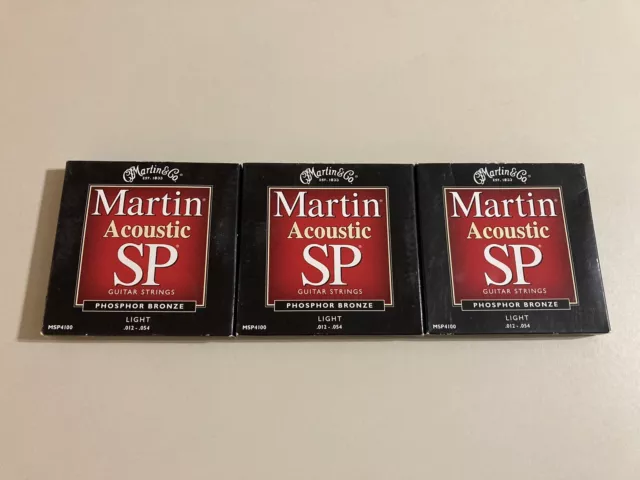 C.F. Martin & Co.
EST. 1833
Martin®
Acoustic
SP®
GUITAR STRINGS
PHOSPHOR BRONZE
LIGHT
MSP4100 .012 - .054
C.F. Martin & Co.
EST. 1833
Martin®
Acoustic
SP®
GUITAR STRINGS
PHOSPHOR BRONZE
LIGHT
MSP4100 .012 - .054
C.F. Martin & Co.
EST. 1833
Martin®
Acoustic
SP®
GUITAR STRINGS
PHOSPHOR BRONZE
LIGHT
MSP4100 .012 - .054